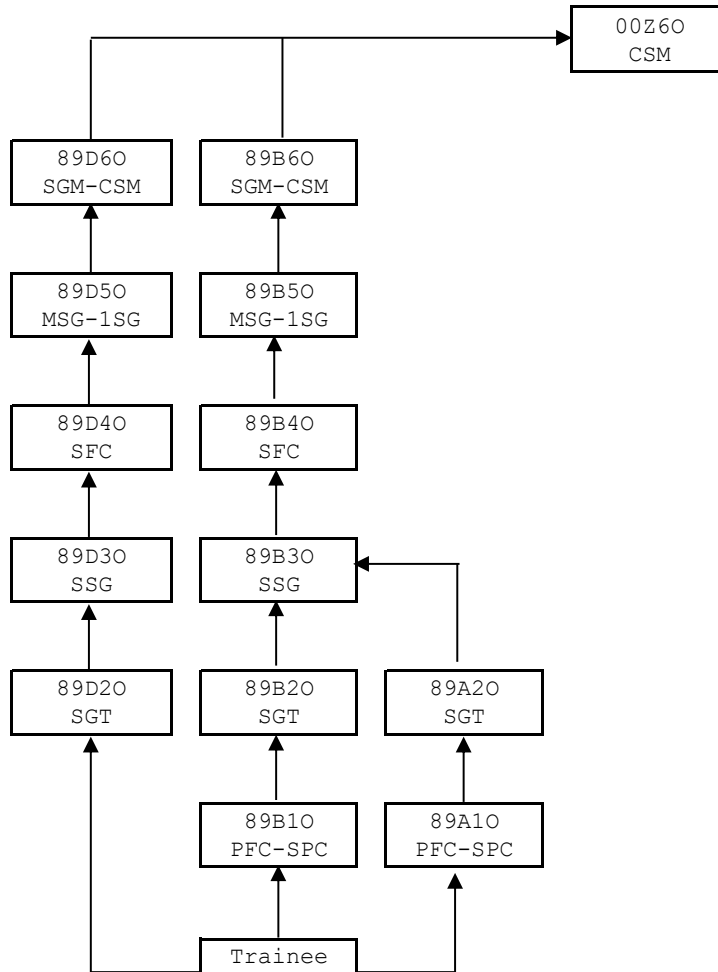 00Z6O
CSM
89D6O
SGM-CSM
89B6O
SGM-CSM
89D5O
MSG-1SG
89B5O
MSG-1SG
89D4O
SFC
89B4O
SFC
89D3O
SSG
89B3O
SSG
89D2O
SGT
89B2O
SGT
89A2O
SGT
89B1O
PFC-SPC
89A1O
PFC-SPC
Trainee